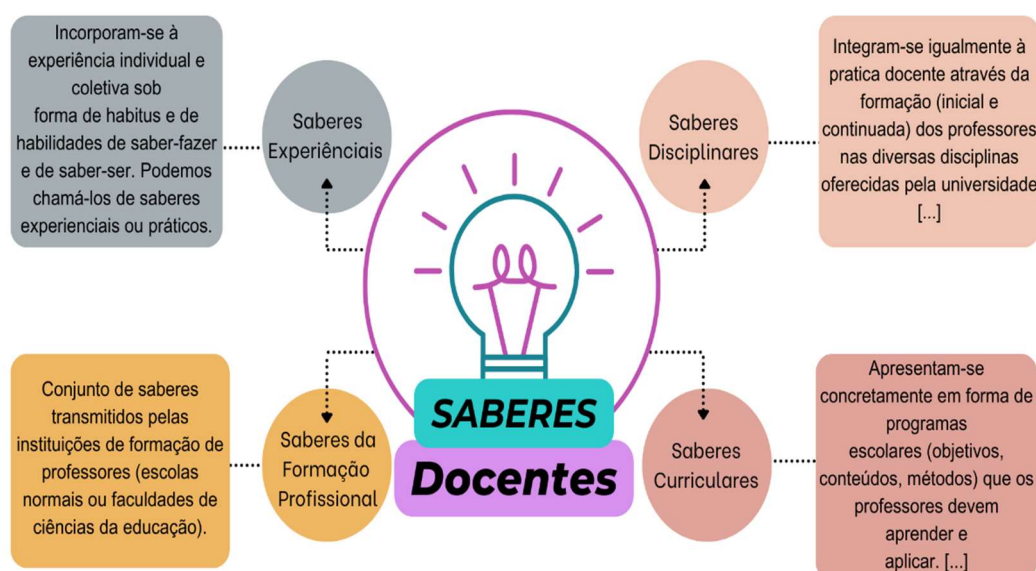 Incorporam-se à
experiência individual e
coletiva sob
forma de habitus e de
habilidades de saber-fazer
e de saber-ser. Podemos
chamá-los de saberes
experienciais ou práticos.
Saberes
Experiênciais
Saberes
Disciplinares
Integram-se igualmente à
pratica docente através da
formação (inicial e
continuada) dos professores
nas diversas disciplinas
oferecidas pela universidade
[...]
SABERES
Docentes
Conjunto de saberes
transmitidos pelas
instituições de formação de
professores (escolas
normais ou faculdades de
ciências da educação).
Saberes da
Formação
Profissional
Saberes
Curriculares
Apresentam-se
concretamente em forma de
programas
escolares (objetivos,
conteúdos, métodos) que os
professores devem
aprender e
aplicar. [...]